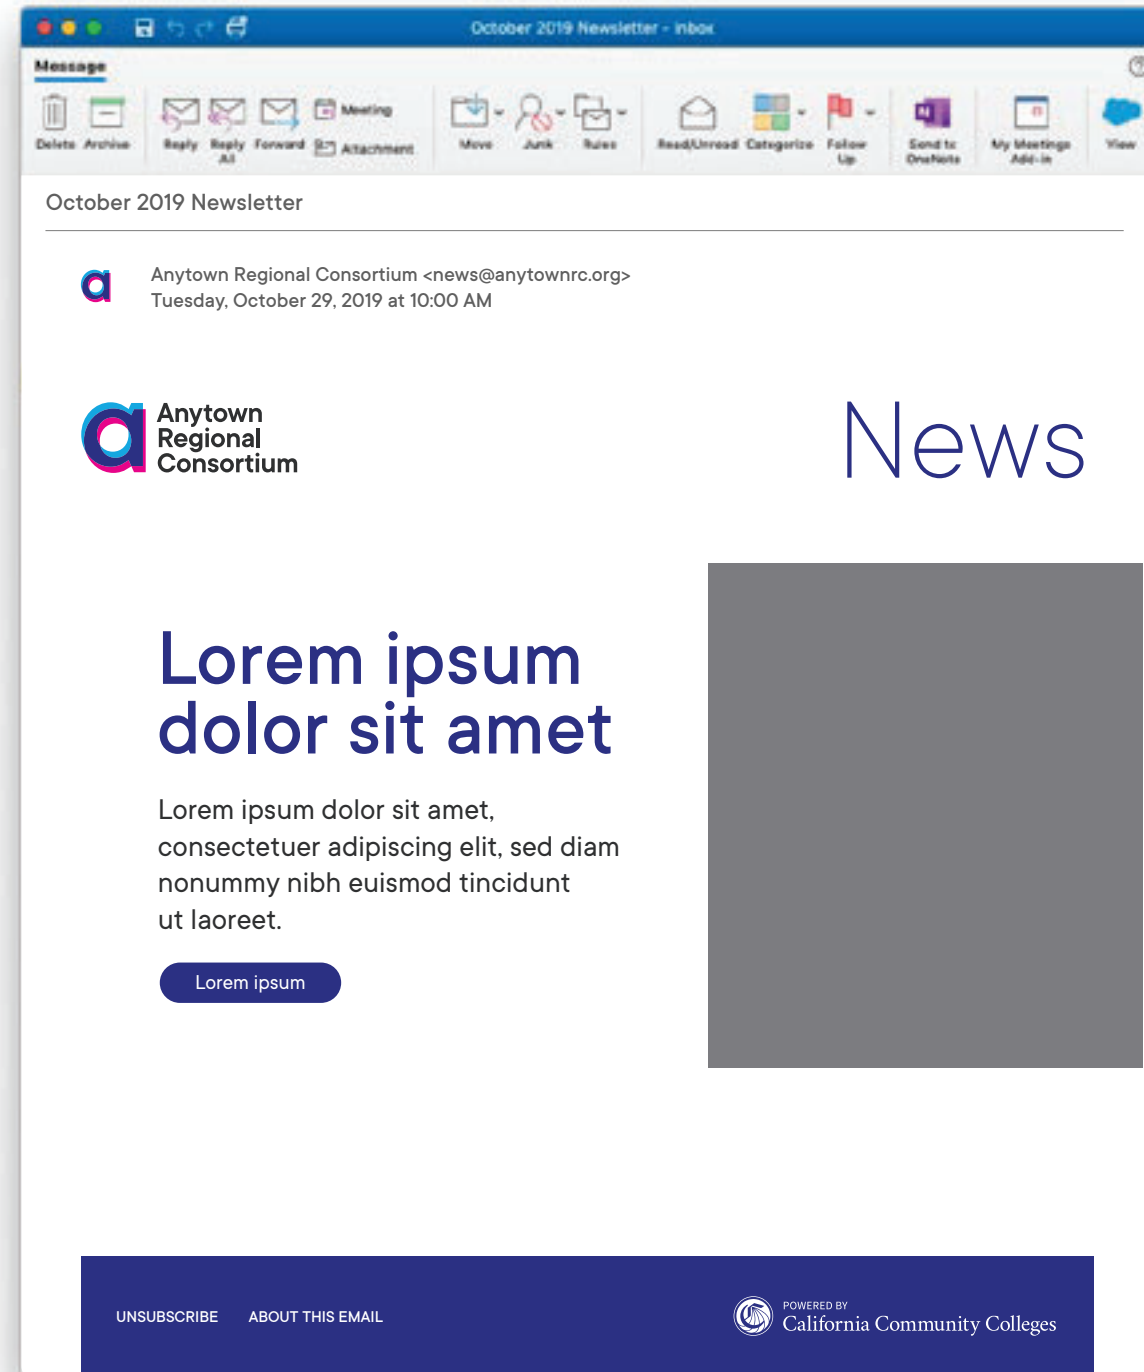 October 2019 Newsletter - Inbox
Message
Meeting
Attachment
Delete Archive Reply Reply All Forward Move Junk Rules Read/Unread Categorize Follow Up Send to OneNote My Meetings Add-in View
October 2019 Newsletter
Anytown Regional Consortium <news@anytownrc.org>
Tuesday, October 29, 2019 at 10:00 AM
Anytown
Regional
Consortium
News
Lorem ipsum
dolor sit amet
Lorem ipsum dolor sit amet,
consectetuer adipiscing elit, sed diam
nonummy nibh euismod tincidunt
ut laoreet.
Lorem ipsum
UNSUBSCRIBE ABOUT THIS EMAIL
POWERED BY
California Community Colleges